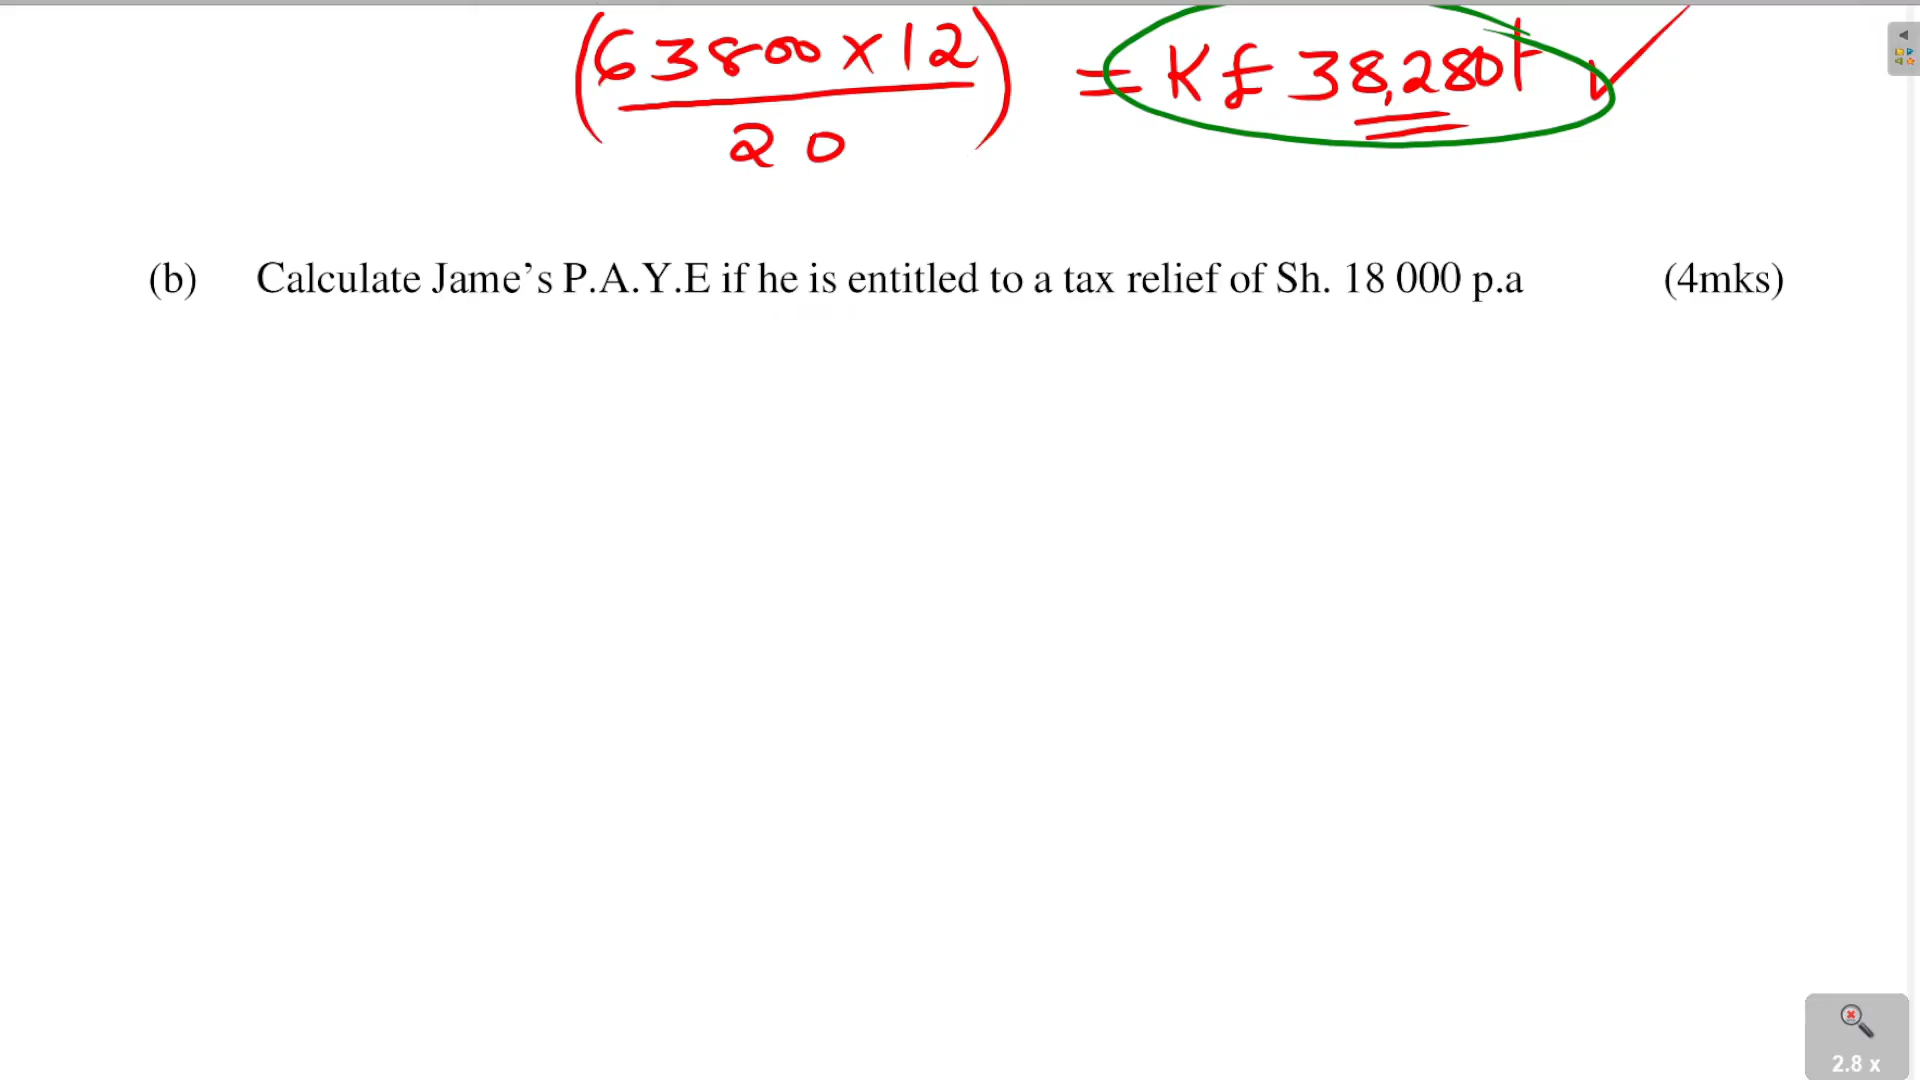 (63800 x 12 / 20) = K£ 38,280
(b) Calculate Jame’s P.A.Y.E if he is entitled to a tax relief of Sh. 18 000 p.a (4mks)
2.8 x